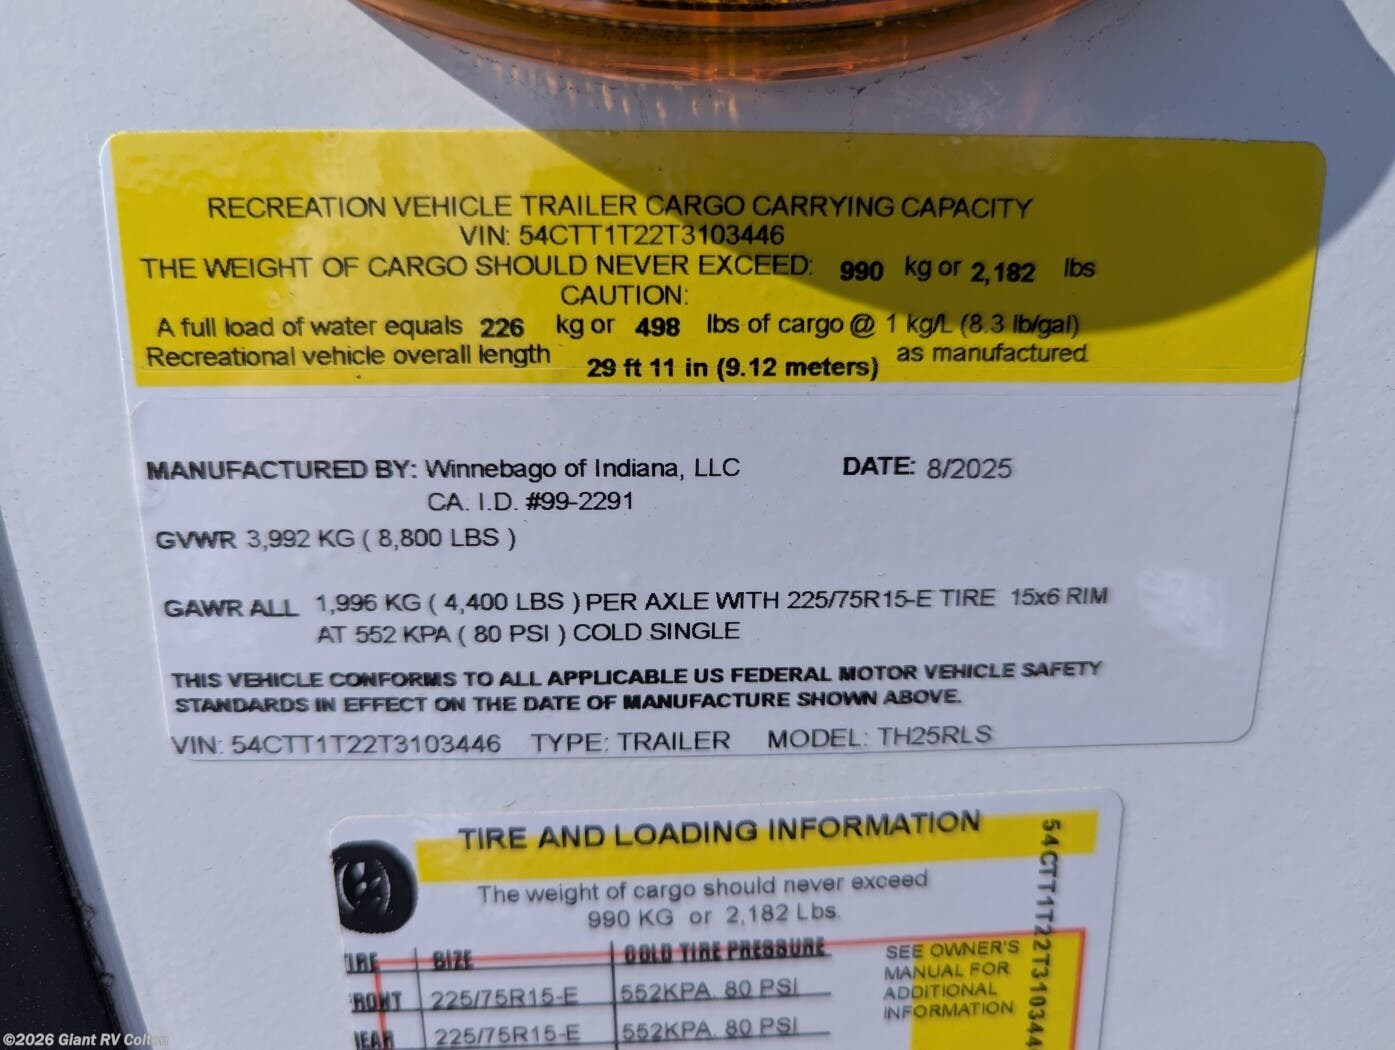 RECREATION VEHICLE TRAILER CARGO CARRYING CAPACITY
VIN: 54CTT1T22T3103446
THE WEIGHT OF CARGO SHOULD NEVER EXCEED: 990 kg or 2,182 lbs
CAUTION:
A full load of water equals 226 kg or 498 lbs of cargo @ 1 kg/L (8.3 lb/gal)
Recreational vehicle overall length 29 ft 11 in (9.12 meters) as manufactured.
MANUFACTURED BY: Winnebago of Indiana, LLC DATE: 8/2025
CA. I.D. #99-2291
GVWR 3,992 KG ( 8,800 LBS )
GAWR ALL 1,996 KG ( 4,400 LBS ) PER AXLE WITH 225/75R15-E TIRE 15x6 RIM
AT 552 KPA ( 80 PSI ) COLD SINGLE
THIS VEHICLE CONFORMS TO ALL APPLICABLE US FEDERAL MOTOR VEHICLE SAFETY
STANDARDS IN EFFECT ON THE DATE OF MANUFACTURE SHOWN ABOVE.
VIN: 54CTT1T22T3103446 TYPE: TRAILER MODEL: TH25RLS
TIRE AND LOADING INFORMATION
The weight of cargo should never exceed
990 KG or 2,182 Lbs.
SIZE COLD TIRE PRESSURE
225/75R15-E 552KPA. 80 PSI
225/75R15-E 552KPA. 80 PSI
SEE OWNER'S
MANUAL FOR
ADDITIONAL
INFORMATION
54CTT1T22T310344
©2026 Giant RV Colton